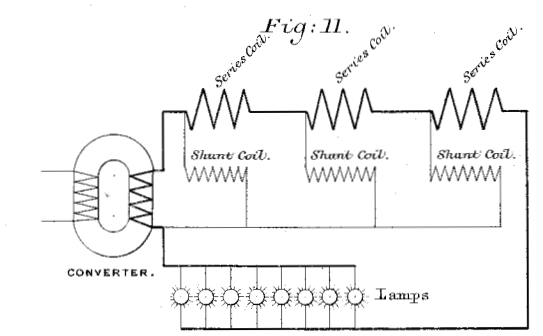 Fig: 11.
Series Coil.
Series Coil.
Series Coil.
Shunt Coil.
Shunt Coil.
Shunt Coil.
CONVERTER.
Lamps